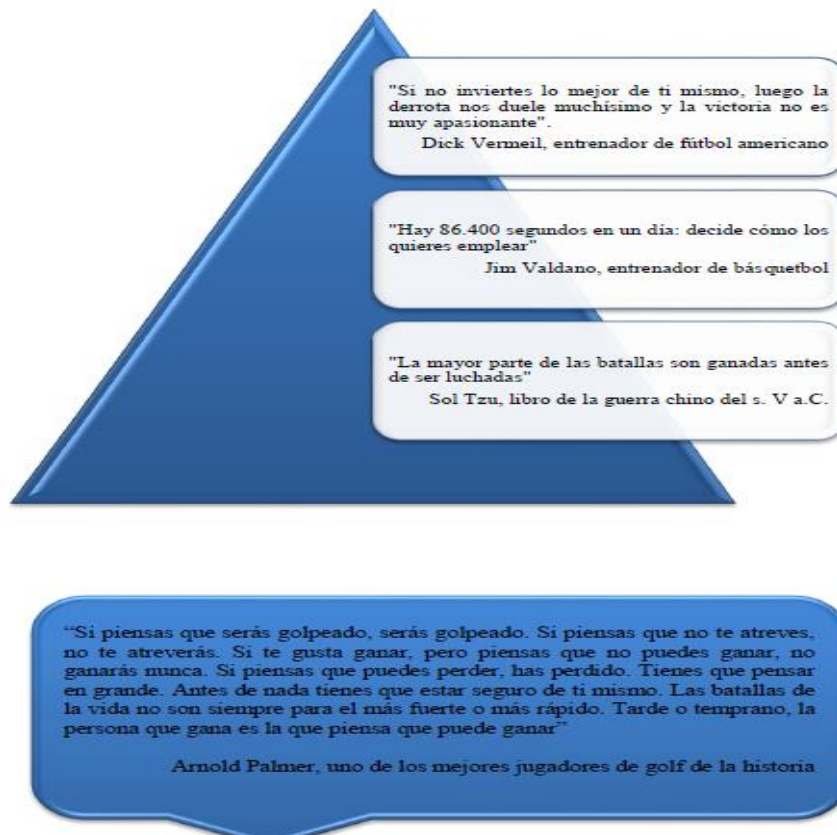 "Si no inviertes lo mejor de ti mismo, luego la
derrota nos duele muchísimo y la victoria no es
muy apasionante".
Dick Vermeil, entrenador de fútbol americano
"Hay 86.400 segundos en un día: decide cómo los
quieres emplear"
Jim Valdano, entrenador de básquetbol
"La mayor parte de las batallas son ganadas antes
de ser luchadas"
Sol Tzu, libro de la guerra chino del s. V a.C.
“Si piensas que serás golpeado, serás golpeado. Si piensas que no te atreves,
no te atreverás. Si te gusta ganar, pero piensas que no puedes ganar, no
ganarás nunca. Si piensas que puedes perder, has perdido. Tienes que pensar
en grande. Antes de nada tienes que estar seguro de ti mismo. Las batallas de
la vida no son siempre para el más fuerte o más rápido. Tarde o temprano, la
persona que gana es la que piensa que puede ganar”
Arnold Palmer, uno de los mejores jugadores de golf de la historia